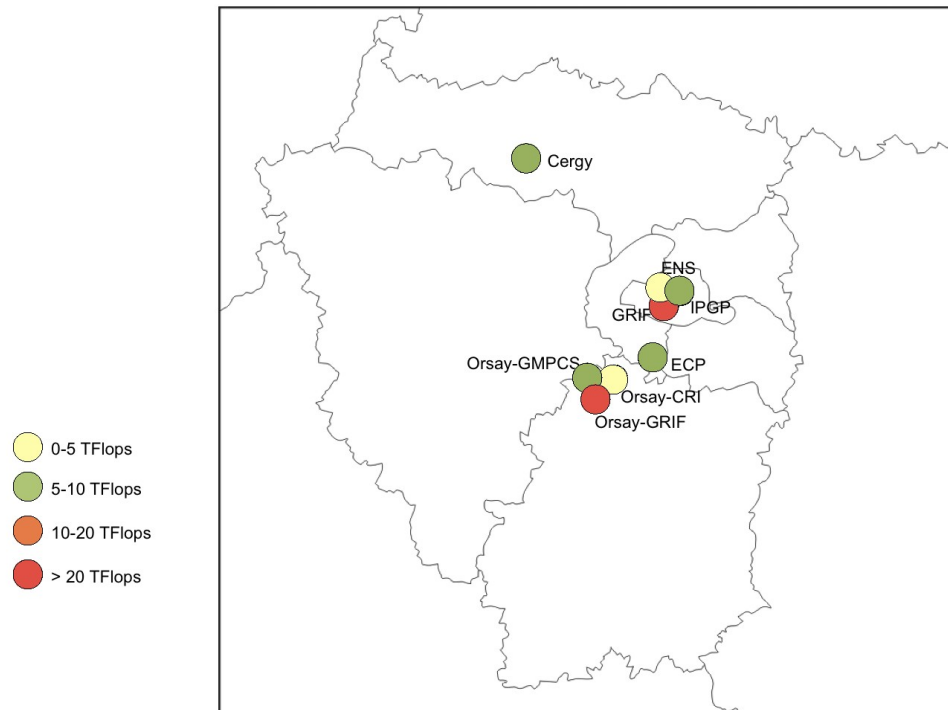 Cergy
ENS
GRIF
IPGP
Orsay-GMPCS
ECP
Orsay-CRI
Orsay-GRIF
0-5 TFlops
5-10 TFlops
10-20 TFlops
> 20 TFlops